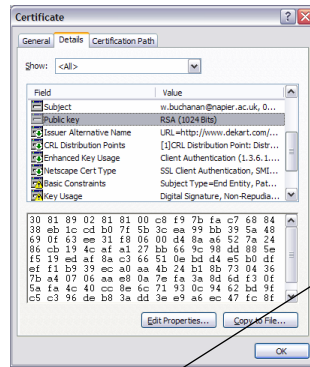 Certificate
General Details Certification Path
Show: <All>
Field Value
Subject w.buchanan@napier.ac.uk, 0...
Public key RSA (1024 Bits)
Issuer Alternative Name URL=http://www.dekart.com/...
CRL Distribution Points [1]CRL Distribution Point: Distr...
Enhanced Key Usage Client Authentication (1.3.6.1....
Netscape Cert Type SSL Client Authentication, SMI...
Basic Constraints Subject Type=End Entity, Pat...
Key Usage Digital Signature, Non-Repudia...
30 81 89 02 81 81 00 c8 f9 7b fa c7 68 84
38 eb 1c cd b0 7f 5b 3c ea 99 bb 39 5a 48
69 0f 63 ee 31 f8 06 00 d4 8a a6 52 7a 24
86 cb 19 4c af a1 27 bb 66 9c 98 dd 88 5e
f5 19 ed af 8a c3 66 51 0e bd d4 e5 b0 df
ef f1 b9 39 ec a0 aa 4b 24 b1 8b 73 04 36
7b a4 07 06 aa e8 0a 7e fa 3a 8d 6d f3 0f
5a fa 4c 40 cc 8e 6c 71 93 0c 94 62 bd 9f
c5 c3 96 de b8 3a dd 3e e9 a6 ec 47 fc 8f
Edit Properties... Copy to File...
OK